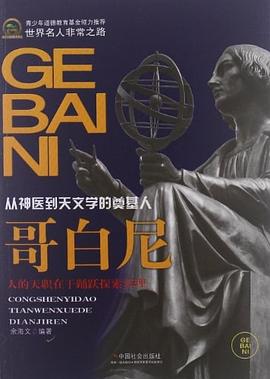 青少年道德教育基金倾力推荐
世界名人非常之路
GE
BAI
NI
从神医到天文学的奠基人
哥白尼
人的天职在于踊跃探索真理
CONGSHENYIDAO
TIANWENXUEDE
DIANJIREN
余海文◎编著
GE
BAI
NI
中国社会出版社